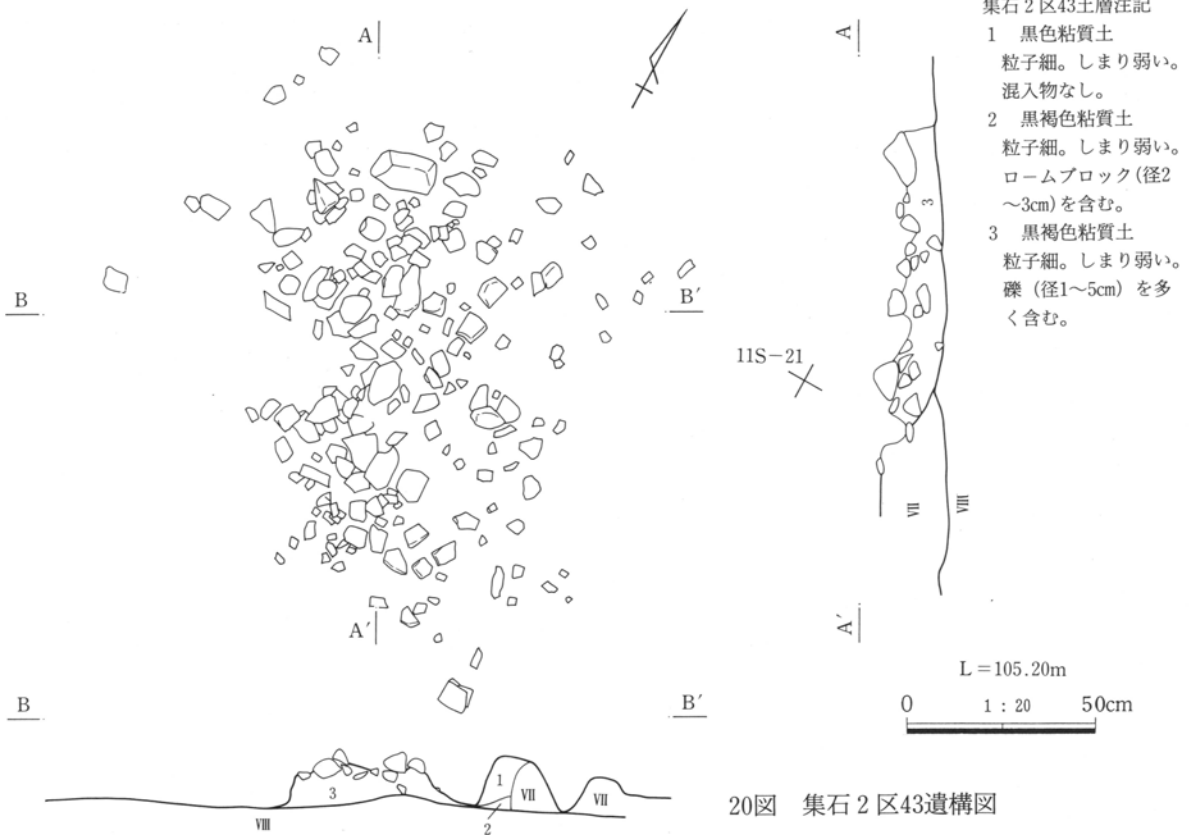 集石2区43土層注記
1 黒色粘質土
粒子細。しまり弱い。
混入物なし。
2 黒褐色粘質土
粒子細。しまり弱い。
ロームブロック(径2
～3cm)を含む。
3 黒褐色粘質土
粒子細。しまり弱い。
礫（径1～5cm）を多
く含む。
A
A
B
B′
3
11S－21
Ⅶ
Ⅷ
A′
A′
L＝105.20m
0 1：20 50cm
B
B′
3
1
Ⅶ
Ⅶ
2
Ⅷ
20図 集石2区43遺構図